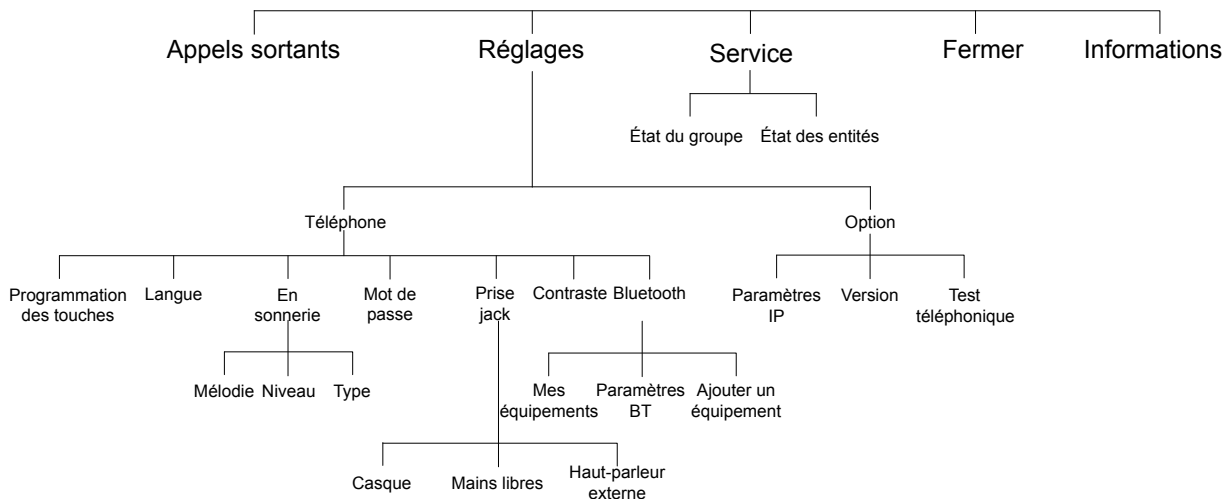 Appels sortants
Réglages
Service
Fermer
Informations
État du groupe
État des entités
Téléphone
Option
Programmation
des touches
Langue
En
sonnerie
Mot de
passe
Prise
jack
Contraste
Bluetooth
Paramètres
IP
Version
Test
téléphonique
Mélodie
Niveau
Type
Mes
équipements
Paramètres
BT
Ajouter un
équipement
Casque
Mains libres
Haut-parleur
externe